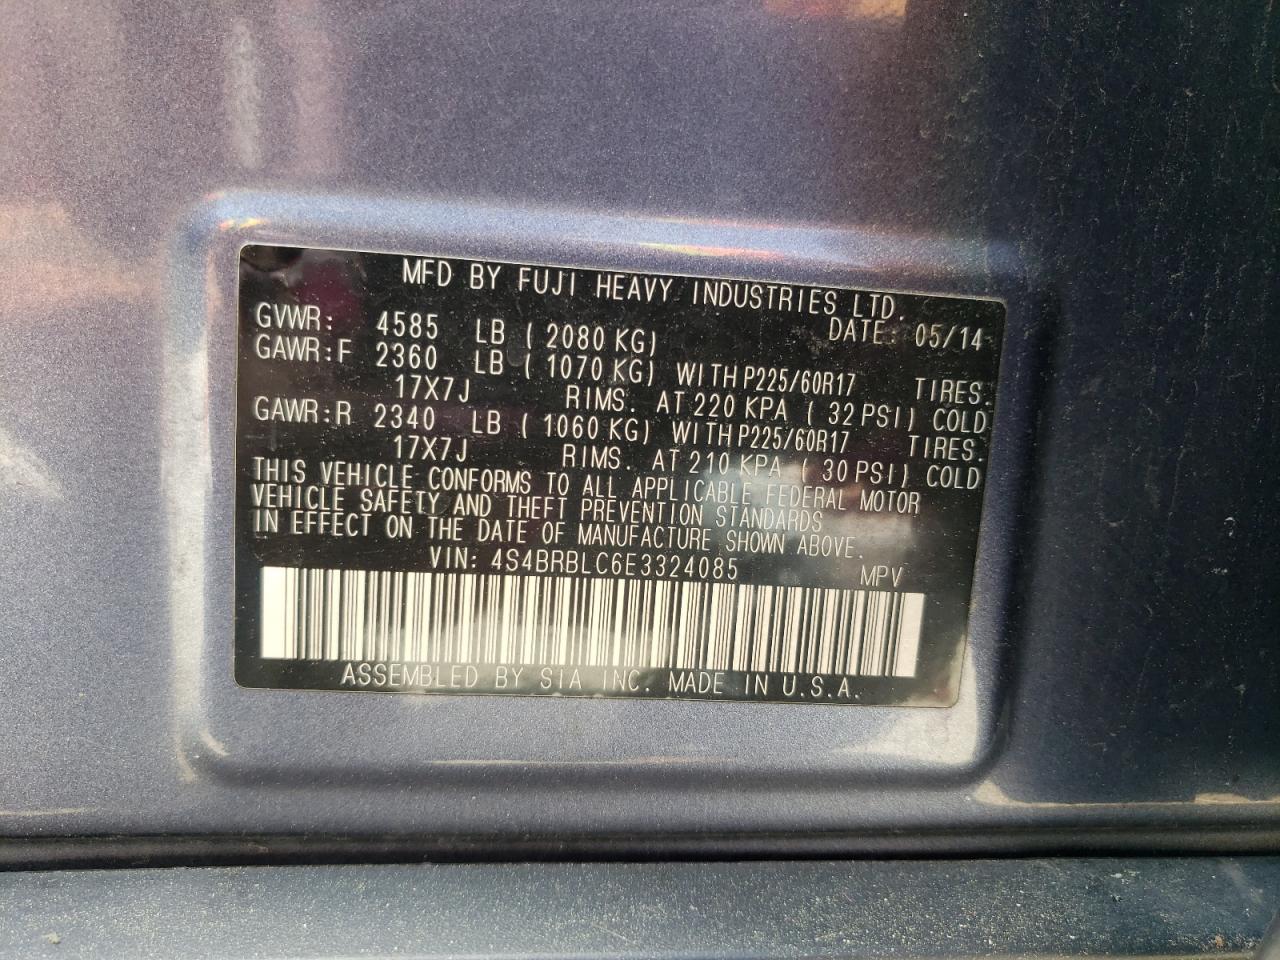 MFD BY FUJI HEAVY INDUSTRIES LTD.
DATE: 05/14
GVWR: 4585 LB ( 2080 KG)
GAWR:F 2360 LB ( 1070 KG) WITH P225/60R17 TIRES.
17X7J RIMS. AT 220 KPA ( 32 PSI) COLD
GAWR:R 2340 LB ( 1060 KG) WITH P225/60R17 TIRES.
17X7J RIMS. AT 210 KPA ( 30 PSI) COLD
THIS VEHICLE CONFORMS TO ALL APPLICABLE FEDERAL MOTOR
VEHICLE SAFETY AND THEFT PREVENTION STANDARDS
IN EFFECT ON THE DATE OF MANUFACTURE SHOWN ABOVE.
VIN: 4S4BRBLC6E3324085 MPV
ASSEMBLED BY SIA INC. MADE IN U.S.A.